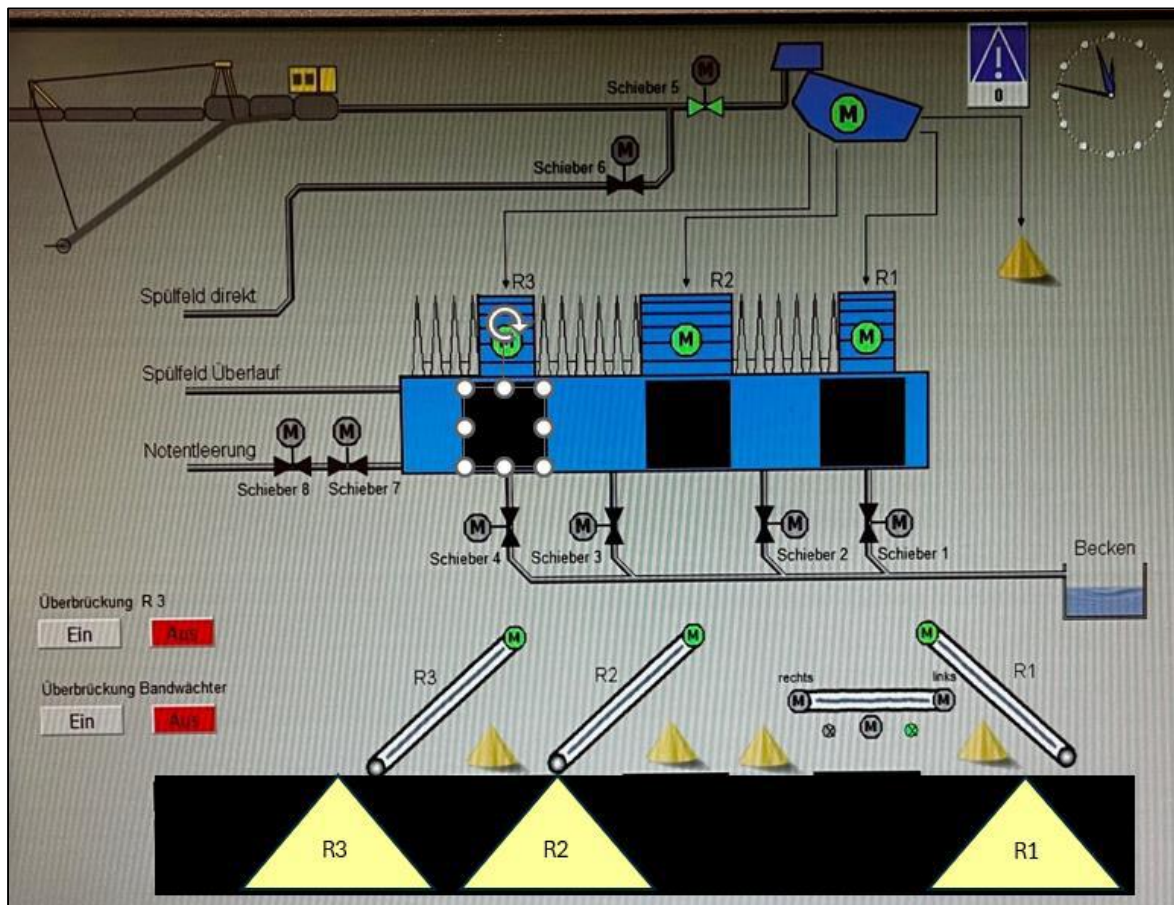 Schieber 5
M
!
0
M
M
Schieber 6
R3
R2
R1
Spülfeld direkt
M
M
M
Spülfeld Überlauf
M
M
Notentleerung
Schieber 8
Schieber 7
M
M
M
M
Schieber 4
Schieber 3
Schieber 2
Schieber 1
Becken
Überbrückung R 3
Ein
Aus
M
M
M
R3
R2
R1
rechts
links
Überbrückung Bandwächter
Ein
Aus
M
M
M
R3
R2
R1